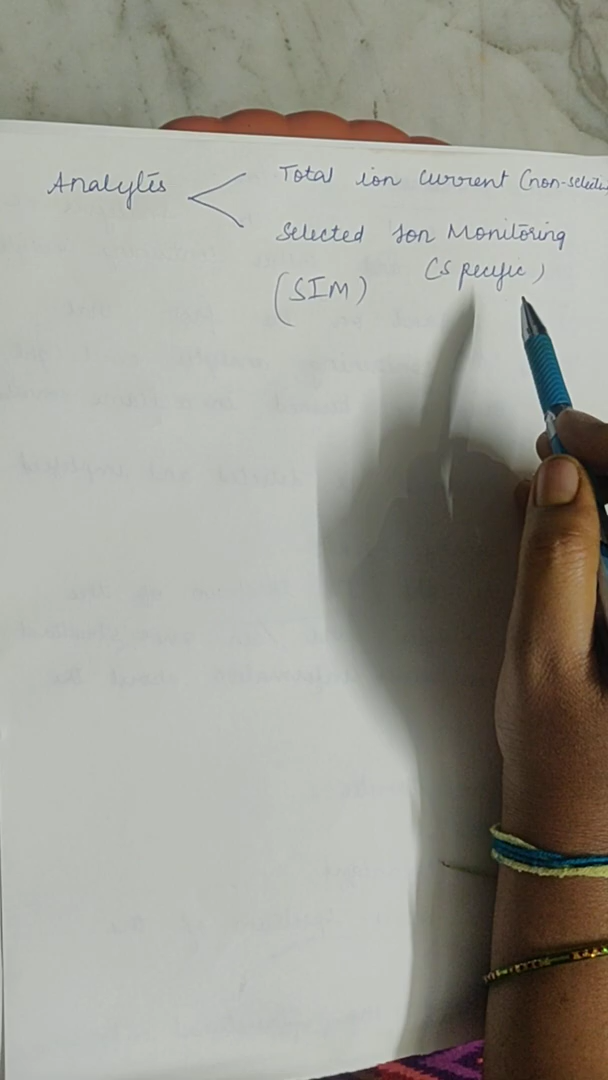 Analytes
Total ion current (non-selecti
Selected Ion Monitoring
(SIM) (Specific)